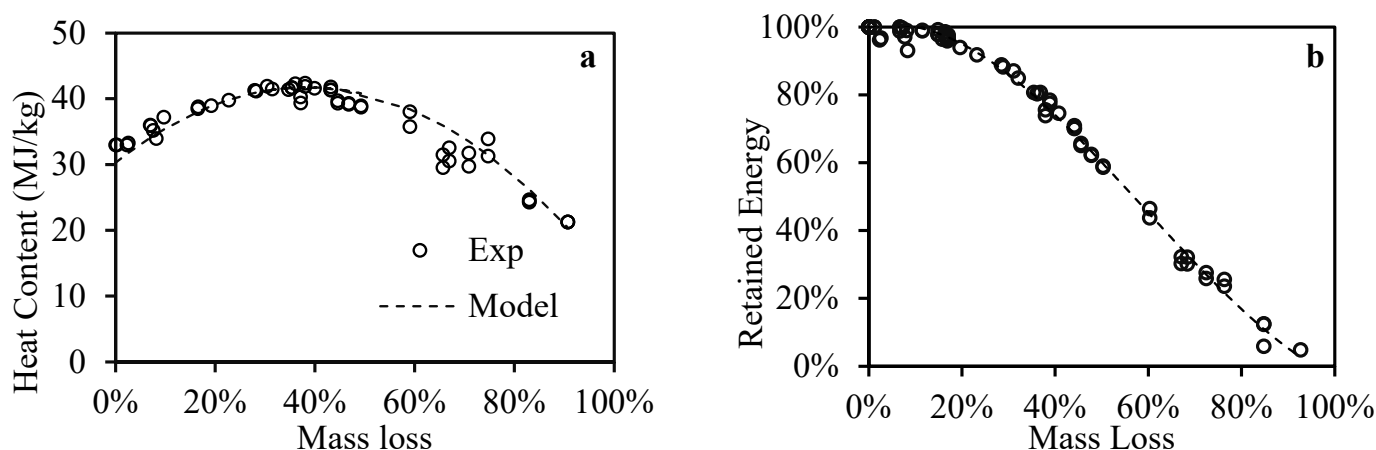 a
Heat Content (MJ/kg)
50
40
30
20
10
0
Exp
Model
0% 20% 40% 60% 80% 100%
Mass loss
b
Retained Energy
100%
80%
60%
40%
20%
0%
0% 20% 40% 60% 80% 100%
Mass Loss